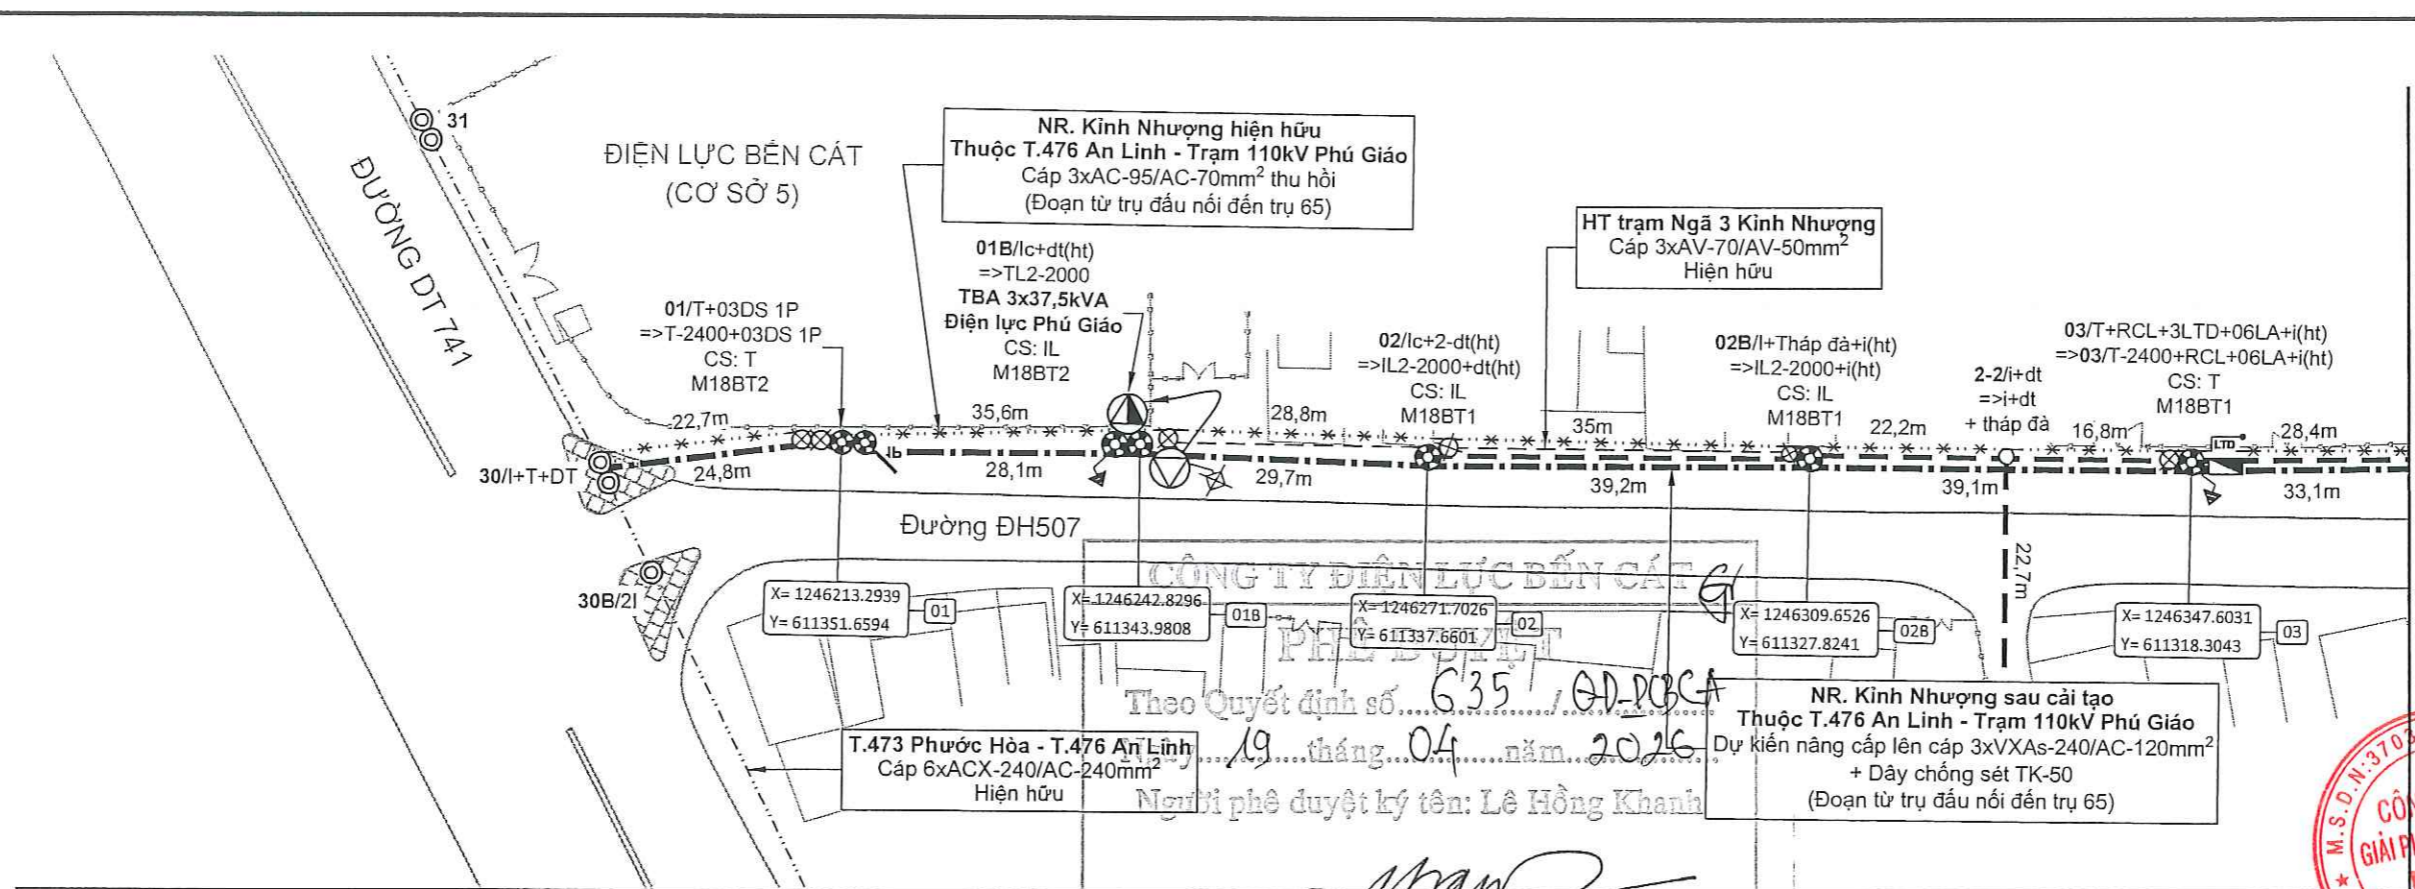 31
ĐƯỜNG DT 741
ĐIỆN LỰC BẾN CÁT
(CƠ SỞ 5)
NR. Kỉnh Nhượng hiện hữu
Thuộc T.476 An Linh - Trạm 110kV Phú Giáo
Cáp 3xAC-95/AC-70mm² thu hồi
(Đoạn từ trụ đấu nối đến trụ 65)
HT trạm Ngã 3 Kỉnh Nhượng
Cáp 3xAV-70/AV-50mm²
Hiện hữu
01/T+03DS 1P
=>T-2400+03DS 1P
CS: T
M18BT2
01B/Ic+dt(ht)
=>TL2-2000
TBA 3x37,5kVA
Điện lực Phú Giáo
CS: IL
M18BT2
02/Ic+2-dt(ht)
=>IL2-2000+dt(ht)
CS: IL
M18BT1
02B/I+Tháp đà+i(ht)
=>IL2-2000+i(ht)
CS: IL
M18BT1
2-2/i+dt
=>i+dt
+ tháp đà
03/T+RCL+3LTD+06LA+i(ht)
=>03/T-2400+RCL+06LA+i(ht)
CS: T
M18BT1
22,7m
35,6m
28,8m
35m
22,2m
16,8m
LTD
28,4m
30/I+T+DT
24,8m
28,1m
29,7m
39,2m
39,1m
33,1m
22,7m
Đường ĐH507
30B/2I
X= 1246213.2939
Y= 611351.6594
01
X= 1246242.8296
Y= 611343.9808
01B
X= 1246271.7026
Y= 611337.6601
02
X= 1246309.6526
Y= 611327.8241
02B
X= 1246347.6031
Y= 611318.3043
03
CÔNG TY ĐIỆN LỰC BẾN CÁT
PHÊ DUYỆT
Theo Quyết định số 635 / QĐ-PCBCA
Ngày 19 tháng 04 năm 2026
Người phê duyệt ký tên: Lê Hồng Khanh
T.473 Phước Hòa - T.476 An Linh
Cáp 6xACX-240/AC-240mm²
Hiện hữu
NR. Kỉnh Nhượng sau cải tạo
Thuộc T.476 An Linh - Trạm 110kV Phú Giáo
Dự kiến nâng cấp lên cáp 3xVXAs-240/AC-120mm²
+ Dây chống sét TK-50
(Đoạn từ trụ đấu nối đến trụ 65)
M.S.D.N:3703